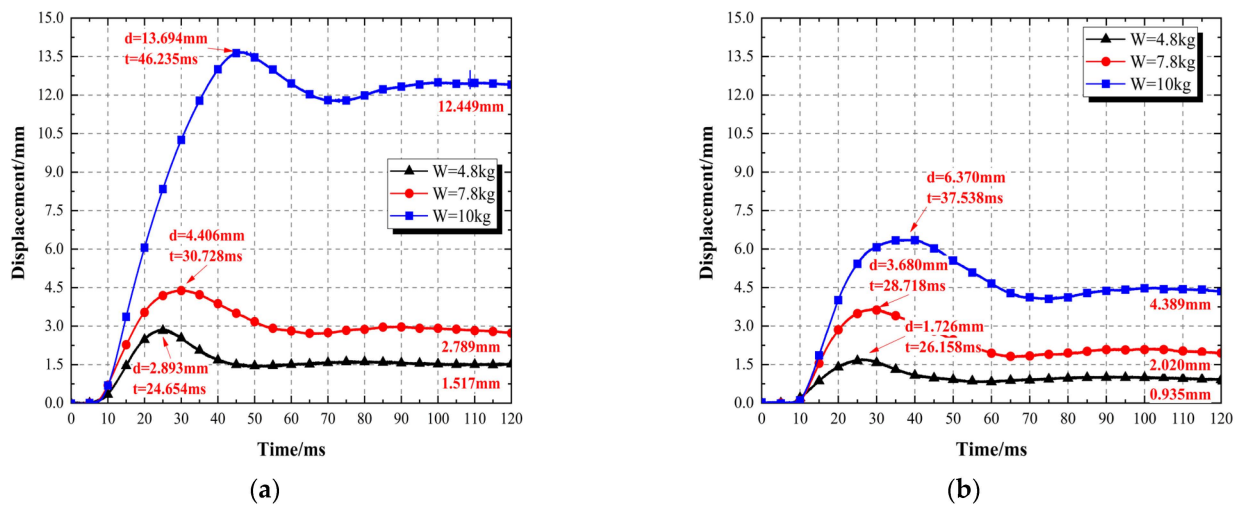 15.0
13.5
12.0
10.5
9.0
7.5
6.0
4.5
3.0
1.5
0.0
Displacement/mm
d=13.694mm
t=46.235ms
12.449mm
W=4.8kg
W=7.8kg
W=10kg
d=4.406mm
t=30.728ms
2.789mm
d=2.893mm
t=24.654ms
1.517mm
0 10 20 30 40 50 60 70 80 90 100 110 120
Time/ms
(a)
15.0
13.5
12.0
10.5
9.0
7.5
6.0
4.5
3.0
1.5
0.0
Displacement/mm
W=4.8kg
W=7.8kg
W=10kg
d=6.370mm
t=37.538ms
d=3.680mm
t=28.718ms
4.389mm
d=1.726mm
t=26.158ms
2.020mm
0.935mm
0 10 20 30 40 50 60 70 80 90 100 110 120
Time/ms
(b)